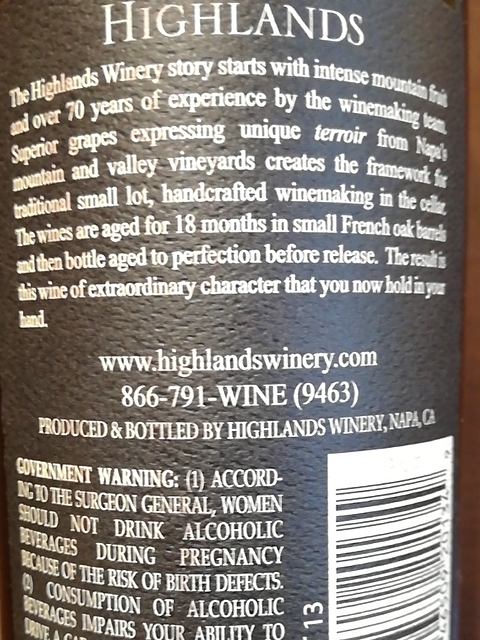 HIGHLANDS
The Highlands Winery story starts with intense mountain fruit
and over 70 years of experience by the winemaking team.
Superior grapes expressing unique terroir from Napa's
mountain and valley vineyards creates the framework for
traditional small lot, handcrafted winemaking in the cellar.
The wines are aged for 18 months in small French oak barrels
and then bottle aged to perfection before release. The result is
this wine of extraordinary character that you now hold in your
hand.
www.highlandswinery.com
866-791-WINE (9463)
PRODUCED & BOTTLED BY HIGHLANDS WINERY, NAPA, CA
GOVERNMENT WARNING: (1) ACCORD-
ING TO THE SURGEON GENERAL, WOMEN
SHOULD NOT DRINK ALCOHOLIC
BEVERAGES DURING PREGNANCY
BECAUSE OF THE RISK OF BIRTH DEFECTS.
(2) CONSUMPTION OF ALCOHOLIC
BEVERAGES IMPAIRS YOUR ABILITY TO
DRIVE A CAR
13